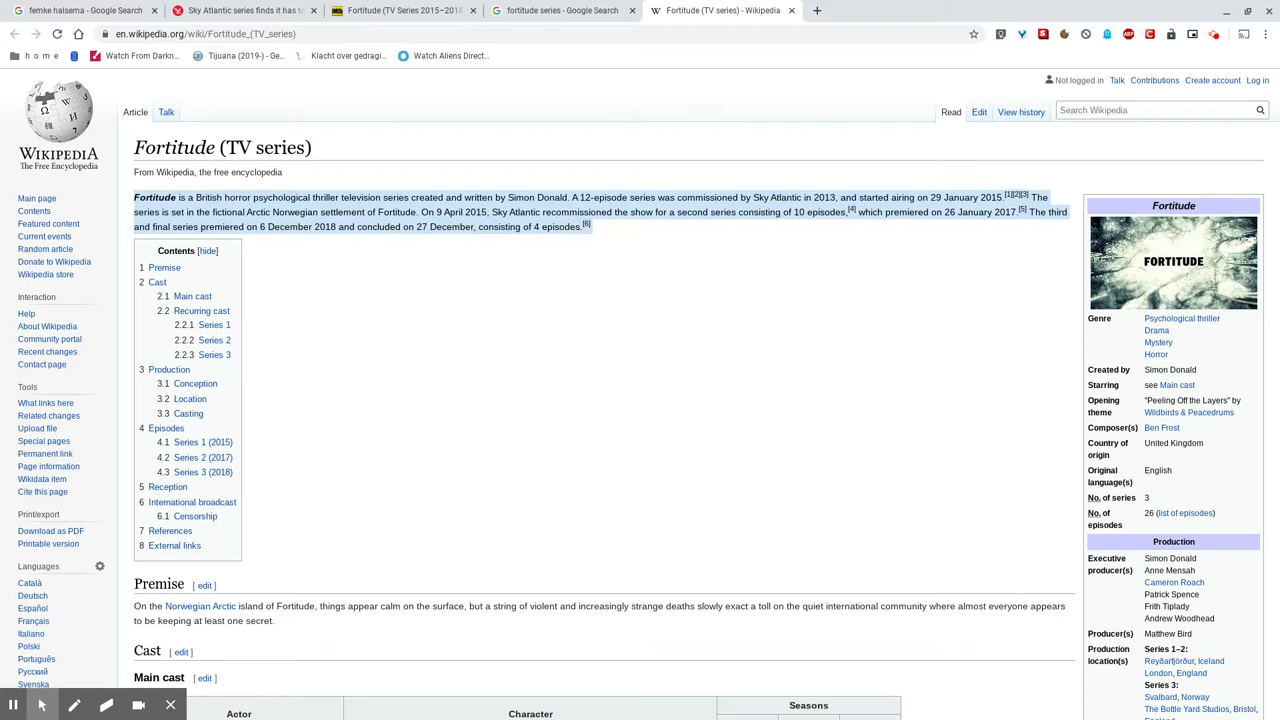 femke halsema - Google Search
Sky Atlantic series finds it has to
Fortitude (TV Series 2015–2018
fortitude series - Google Search
Fortitude (TV series) - Wikipedia
en.wikipedia.org/wiki/Fortitude_(TV_series)
h o m e
Watch From Darkn...
Tijuana (2019-) - Ge...
Klacht over gedragi...
Watch Aliens Direct...
Not logged in Talk Contributions Create account Log in
Article Talk Read Edit View history Search Wikipedia
WIKIPEDIA
The Free Encyclopedia
Main page
Contents
Featured content
Current events
Random article
Donate to Wikipedia
Wikipedia store
Interaction
Help
About Wikipedia
Community portal
Recent changes
Contact page
Tools
What links here
Related changes
Upload file
Special pages
Permanent link
Page information
Wikidata item
Cite this page
Print/export
Download as PDF
Printable version
Languages
Català
Deutsch
Español
Français
Italiano
Polski
Português
Русский
Svenska
Fortitude (TV series)
From Wikipedia, the free encyclopedia
Fortitude is a British horror psychological thriller television series created and written by Simon Donald. A 12-episode series was commissioned by Sky Atlantic in 2013, and started airing on 29 January 2015.[1][2][3] The
series is set in the fictional Arctic Norwegian settlement of Fortitude. On 9 April 2015, Sky Atlantic recommissioned the show for a second series consisting of 10 episodes,[4] which premiered on 26 January 2017.[5] The third
and final series premiered on 6 December 2018 and concluded on 27 December, consisting of 4 episodes.[6]
Contents [hide]
1 Premise
2 Cast
2.1 Main cast
2.2 Recurring cast
2.2.1 Series 1
2.2.2 Series 2
2.2.3 Series 3
3 Production
3.1 Conception
3.2 Location
3.3 Casting
4 Episodes
4.1 Series 1 (2015)
4.2 Series 2 (2017)
4.3 Series 3 (2018)
5 Reception
6 International broadcast
6.1 Censorship
7 References
8 External links
Premise [ edit ]
On the Norwegian Arctic island of Fortitude, things appear calm on the surface, but a string of violent and increasingly strange deaths slowly exact a toll on the quiet international community where almost everyone appears
to be keeping at least one secret.
Cast [ edit ]
Main cast [ edit ]
Actor Character Seasons
Fortitude
FORTITUDE
Genre Psychological thriller
Drama
Mystery
Horror
Created by Simon Donald
Starring see Main cast
Opening theme "Peeling Off the Layers" by
Wildbirds & Peacedrums
Composer(s) Ben Frost
Country of origin United Kingdom
Original language(s) English
No. of series 3
No. of episodes 26 (list of episodes)
Production
Executive producer(s) Simon Donald
Anne Mensah
Cameron Roach
Patrick Spence
Frith Tiplady
Andrew Woodhead
Producer(s) Matthew Bird
Production location(s) Series 1–2:
Reyðarfjörður, Iceland
London, England
Series 3:
Svalbard, Norway
The Bottle Yard Studios, Bristol,